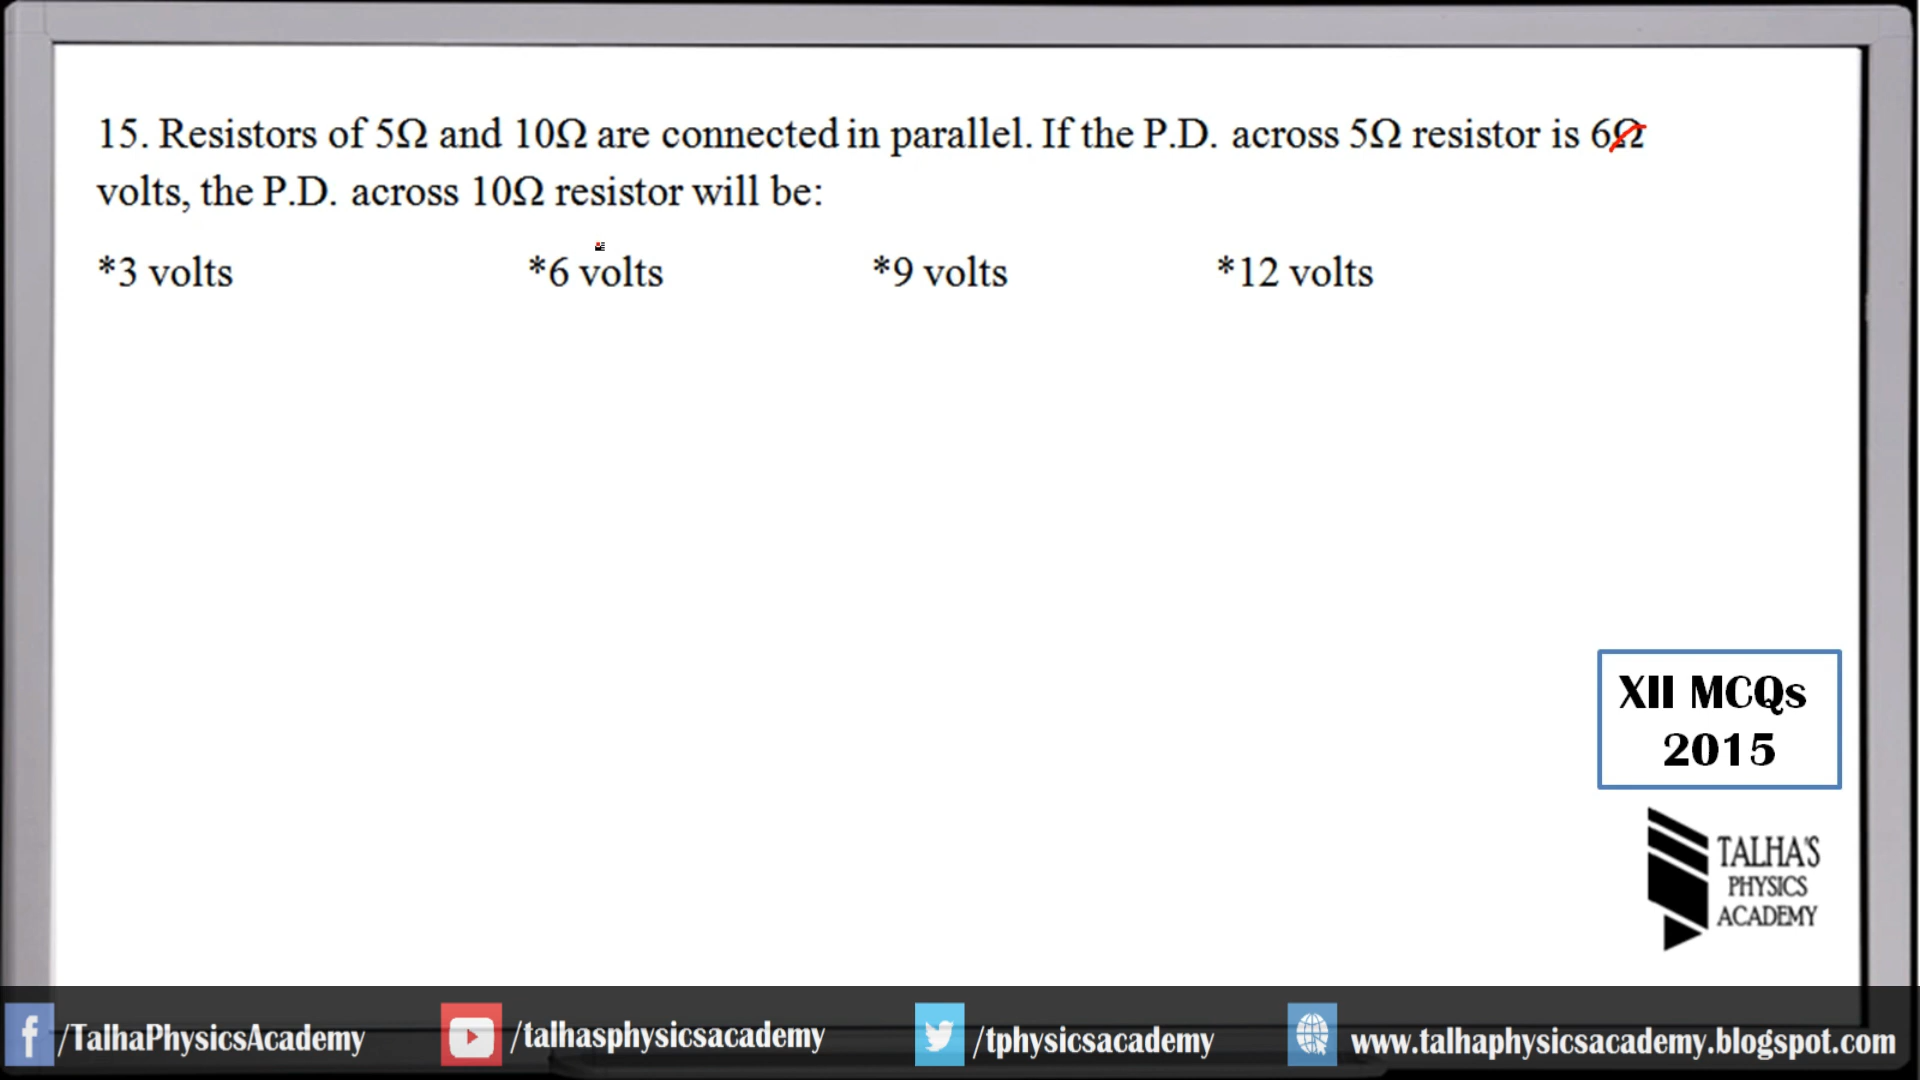 15. Resistors of 5Ω and 10Ω are connected in parallel. If the P.D. across 5Ω resistor is 6Ω
volts, the P.D. across 10Ω resistor will be:
*3 volts *6 volts *9 volts *12 volts
XII MCQs
2015
TALHA'S
PHYSICS
ACADEMY
/TalhaPhysicsAcademy /talhasphysicsacademy /tphysicsacademy www.talhaphysicsacademy.blogspot.com